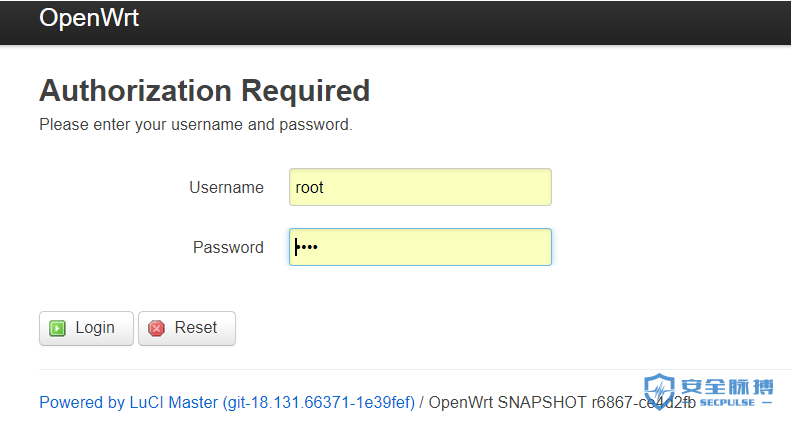 OpenWrt
Authorization Required
Please enter your username and password.
Username root
Password ••••
Login Reset
Powered by LuCI Master (git-18.131.66371-1e39fef) / OpenWrt SNAPSHOT r6867-ce4d2fb
安全脉搏
SECPULSE